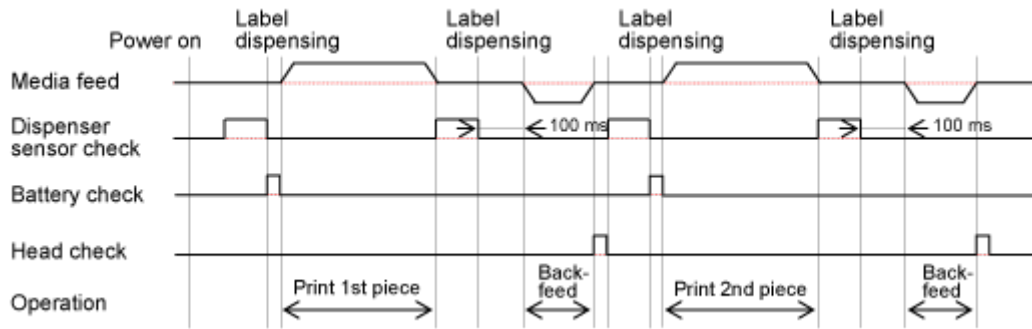 Label
dispensing
Label
dispensing
Label
dispensing
Label
dispensing
Power on
Media feed
Dispenser
sensor check
100 ms
100 ms
Battery check
Head check
Operation
Print 1st piece
Back-
feed
Print 2nd piece
Back-
feed